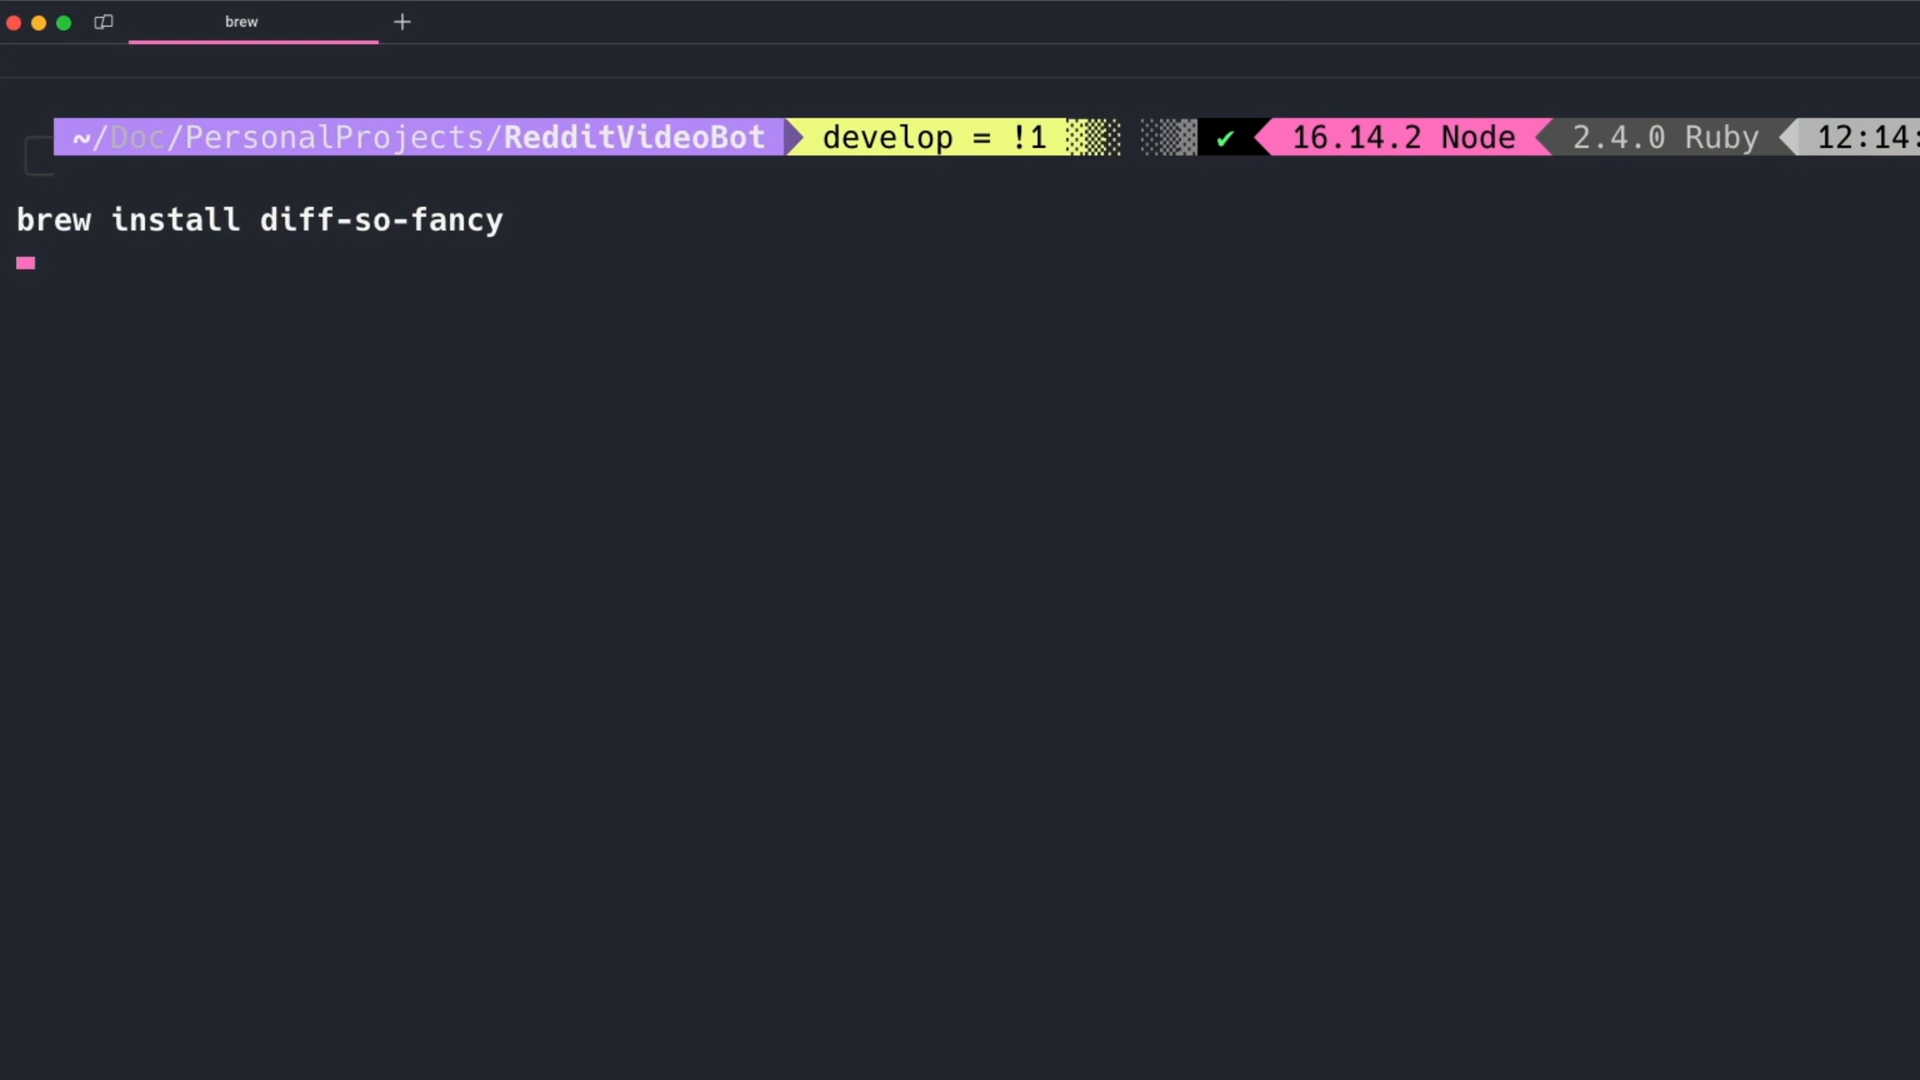 brew
~/Doc/PersonalProjects/RedditVideoBot develop = !1 ✔ 16.14.2 Node 2.4.0 Ruby 12:14:
brew install diff-so-fancy